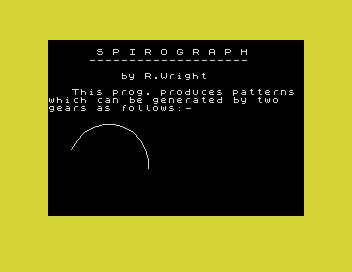 S P I R O G R A P H
by R.Wright
This prog. produces patterns
which can be generated by two
gears as follows:-